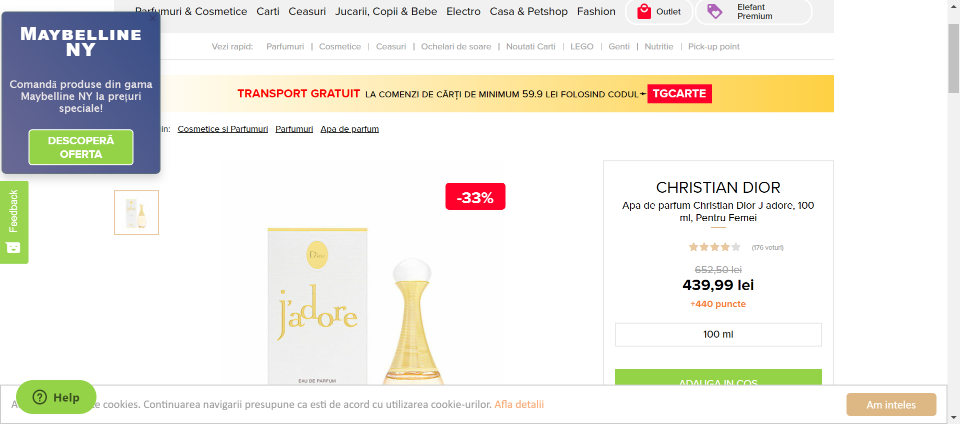 Parfumuri & Cosmetice Carti Ceasuri Jucarii, Copii & Bebe Electro Casa & Petshop Fashion Outlet Elefant Premium
Vezi rapid: Parfumuri | Cosmetice | Ceasuri | Ochelari de soare | Noutati Carti | LEGO | Genti | Nutritie | Pick-up point
MAYBELLINE
NY
Comandă produse din gama
Maybelline NY la prețuri
speciale!
DESCOPERĂ
OFERTA
TRANSPORT GRATUIT LA COMENZI DE CĂRȚI DE MINIMUM 59.9 LEI FOLOSIND CODUL TGCARTE
in: Cosmetice si Parfumuri Parfumuri Apa de parfum
Feedback
-33%
Dior
j'adore
EAU DE PARFUM
CHRISTIAN DIOR
Apa de parfum Christian Dior J adore, 100
ml, Pentru Femei
(176 voturi)
652,50 lei
439,99 lei
+440 puncte
100 ml
ADAUGA IN COS
Help
cookies. Continuarea navigarii presupune ca esti de acord cu utilizarea cookie-urilor. Afla detalii
Am inteles